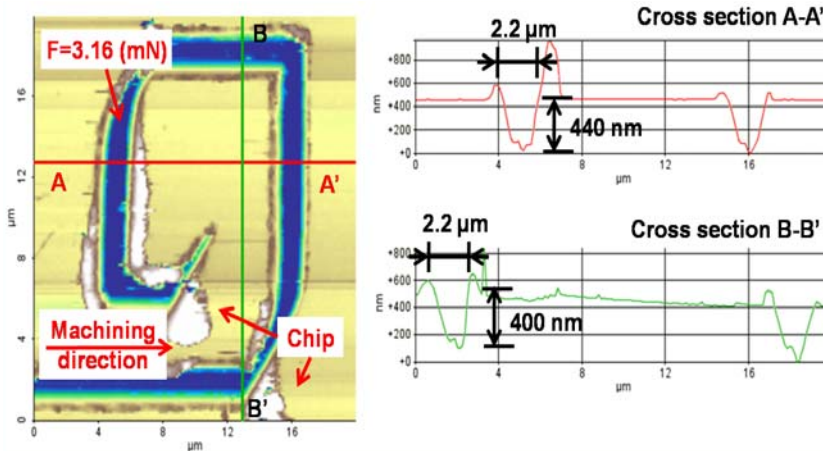 F=3.16 (mN)
B
A
A'
Machining
direction
Chip
B'
0 4 8 12 16
µm
0 4 8 12 16
µm
Cross section A-A'
2.2 µm
+800
+600
+400
+200
+0
nm
440 nm
0 4 8 12 16
µm
Cross section B-B'
2.2 µm
+800
+600
+400
+200
+0
nm
400 nm
0 4 8 12 16
µm